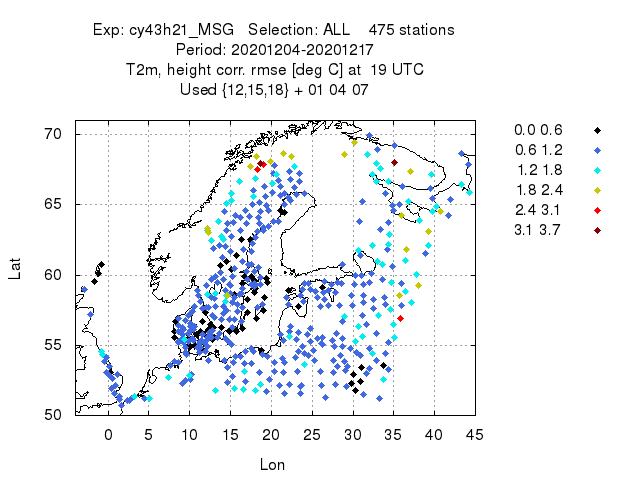 Exp: cy43h21_MSG   Selection: ALL    475 stations
Period: 20201204-20201217
T2m, height corr. rmse [deg C] at  19 UTC
Used {12,15,18} + 01 04 07
0.0 0.6
0.6 1.2
1.2 1.8
1.8 2.4
2.4 3.1
3.1 3.7
70
65
60
55
50
Lat
0 5 10 15 20 25 30 35 40 45
Lon